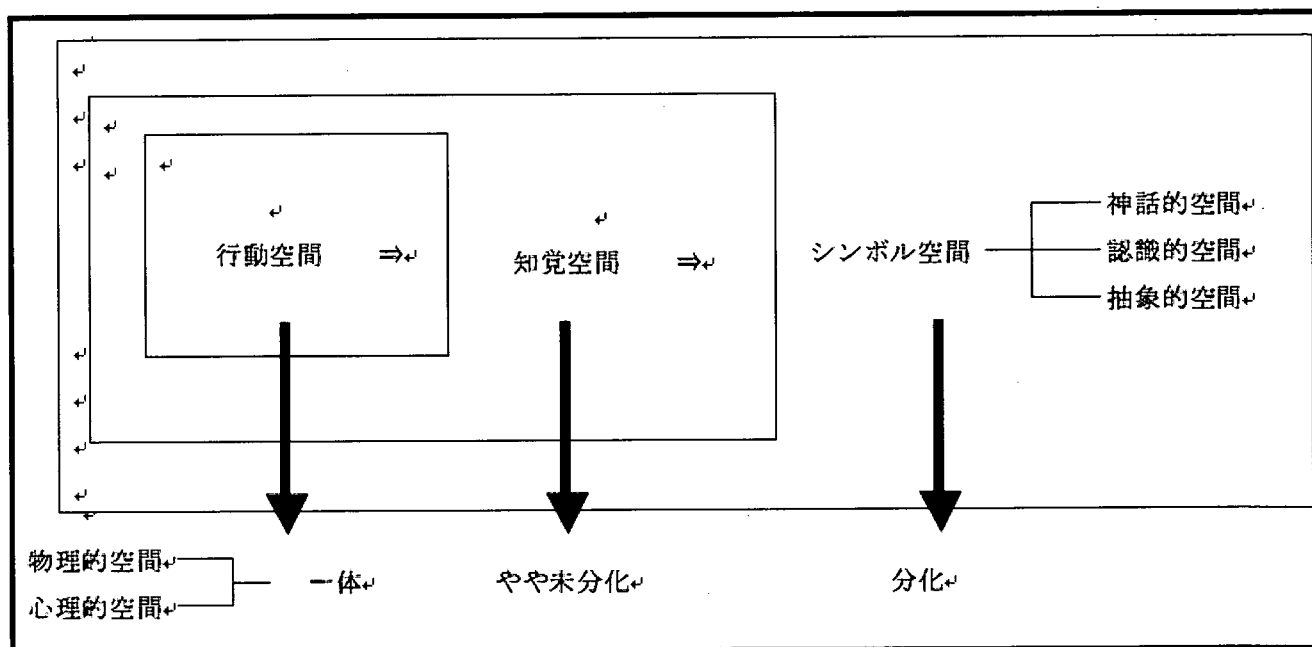 行動空間 ⇒
知覚空間 ⇒
シンボル空間
神話的空間
認識的空間
抽象的空間
物理的空間
心理的空間
一体
やや未分化
分化